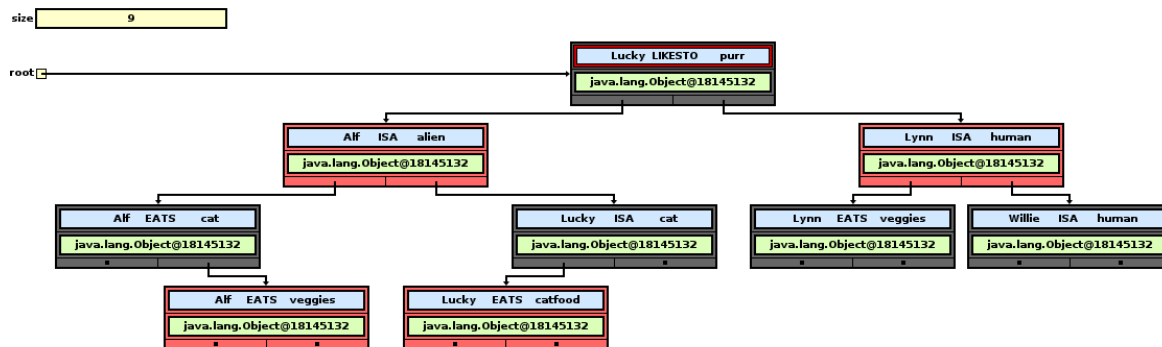 size 9
root
Lucky LIKESTO purr
java.lang.Object@18145132
Alf ISA alien
java.lang.Object@18145132
Lynn ISA human
java.lang.Object@18145132
Alf EATS cat
java.lang.Object@18145132
Lucky ISA cat
java.lang.Object@18145132
Lynn EATS veggies
java.lang.Object@18145132
Willie ISA human
java.lang.Object@18145132
Alf EATS veggies
java.lang.Object@18145132
Lucky EATS catfood
java.lang.Object@18145132